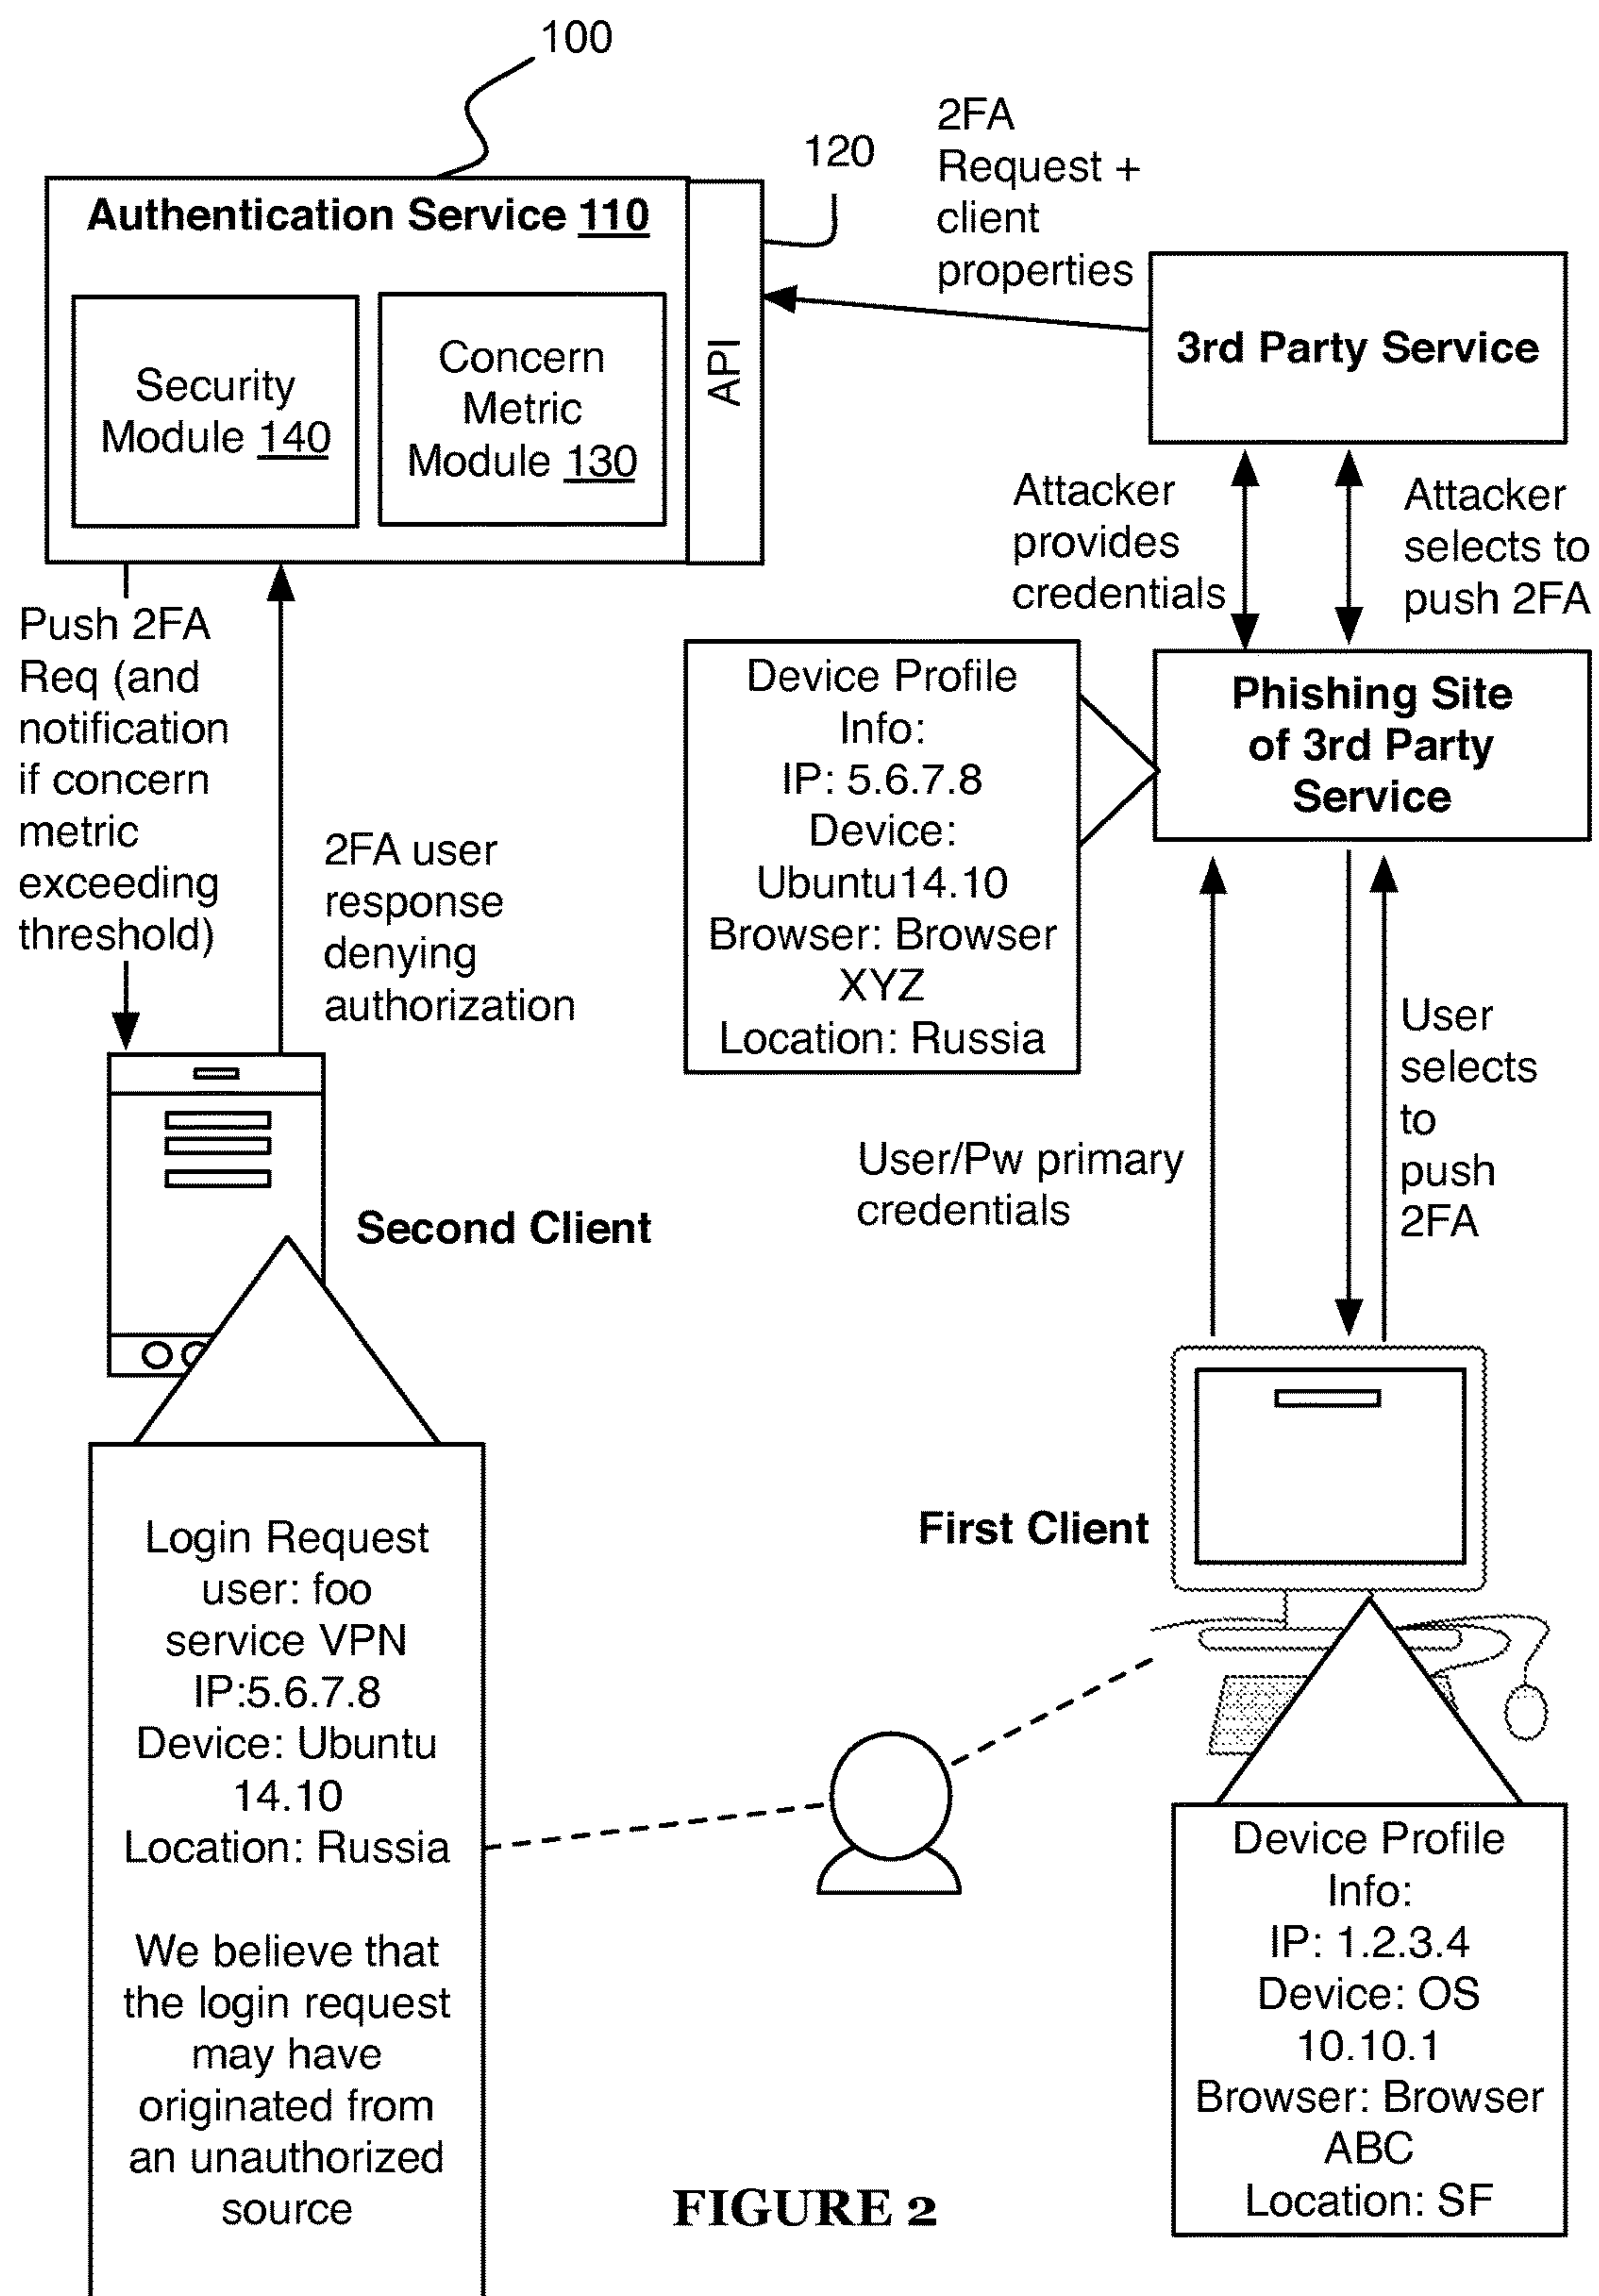 100
120
2FA
Request +
client
properties
Authentication Service 110
Security
Module 140
Concern
Metric
Module 130
API
3rd Party Service
Attacker
provides
credentials
Attacker
selects to
push 2FA
Push 2FA
Req (and
notification
if concern
metric
exceeding
threshold)
2FA user
response
denying
authorization
Device Profile
Info:
IP: 5.6.7.8
Device:
Ubuntu14.10
Browser: Browser
XYZ
Location: Russia
Phishing Site
of 3rd Party
Service
User/Pw primary
credentials
User
selects
to
push
2FA
Second Client
First Client
Login Request
user: foo
service VPN
IP:5.6.7.8
Device: Ubuntu
14.10
Location: Russia
We believe that
the login request
may have
originated from
an unauthorized
source
Device Profile
Info:
IP: 1.2.3.4
Device: OS
10.10.1
Browser: Browser
ABC
Location: SF
FIGURE 2